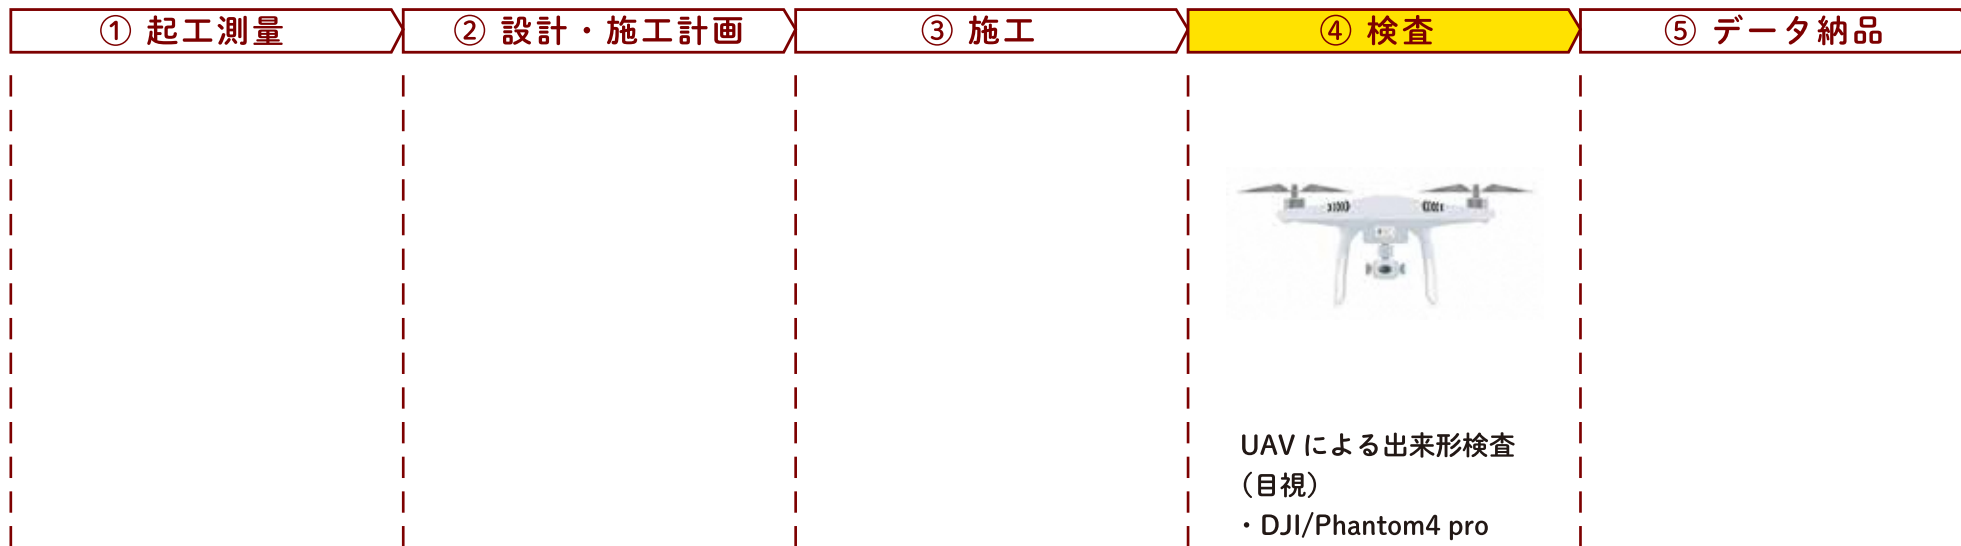 ① 起工測量
② 設計・施工計画
③ 施工
④ 検査
⑤ データ納品
UAV による出来形検査
（目視）
・DJI/Phantom4 pro